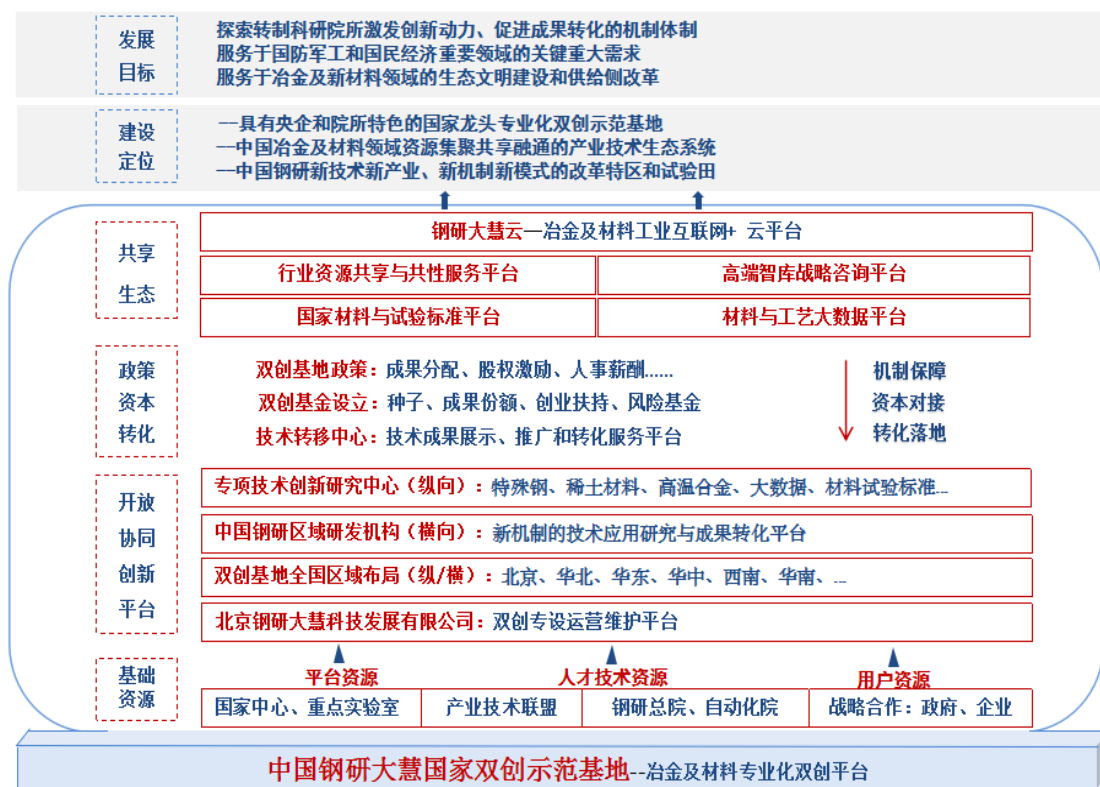 发展
目标
探索转制科研院所激发创新动力、促进成果转化的机制体制
服务于国防军工和国民经济重要领域的关键重大需求
服务于冶金及新材料领域的生态文明建设和供给侧改革
建设
定位
—具有央企和院所特色的国家龙头专业化双创示范基地
—中国冶金及材料领域资源集聚共享融通的产业技术生态系统
—中国钢研新技术新产业、新机制新模式的改革特区和试验田
共享
生态
钢研大慧云—冶金及材料工业互联网+ 云平台
行业资源共享与共性服务平台
高端智库战略咨询平台
国家材料与试验标准平台
材料与工艺大数据平台
政策
资本
转化
双创基地政策：成果分配、股权激励、人事薪酬......
双创基金设立：种子、成果份额、创业扶持、风险基金
技术转移中心：技术成果展示、推广和转化服务平台
机制保障
资本对接
转化落地
开放
协同
创新
平台
专项技术创新研究中心（纵向）：特殊钢、稀土材料、高温合金、大数据、材料试验标准...
中国钢研区域研发机构（横向）：新机制的技术应用研究与成果转化平台
双创基地全国区域布局（纵/横）：北京、华北、华东、华中、西南、华南、...
北京钢研大慧科技发展有限公司：双创专设运营维护平台
基础
资源
平台资源
人才技术资源
用户资源
国家中心、重点实验室
产业技术联盟
钢研总院、自动化院
战略合作：政府、企业
中国钢研大慧国家双创示范基地--冶金及材料专业化双创平台